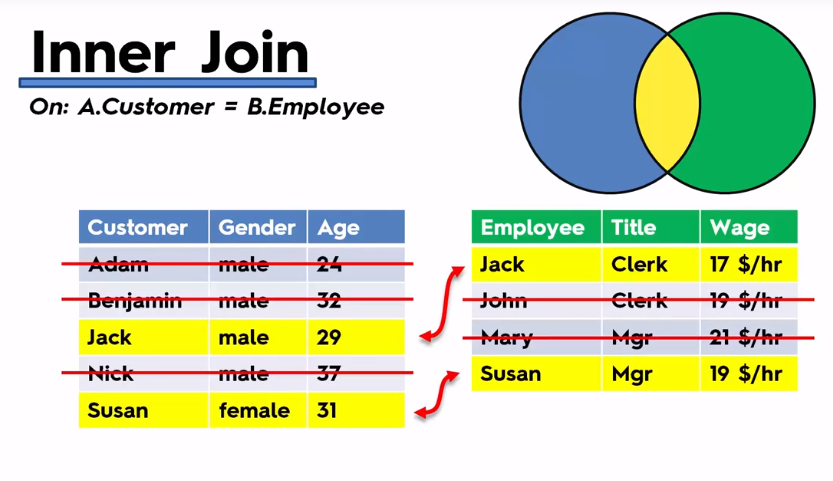 Inner Join
On: A.Customer = B.Employee
Customer Gender Age
Adam male 24
Benjamin male 32
Jack male 29
Nick male 37
Susan female 31
Employee Title Wage
Jack Clerk 17 $/hr
John Clerk 19 $/hr
Mary Mgr 21 $/hr
Susan Mgr 19 $/hr